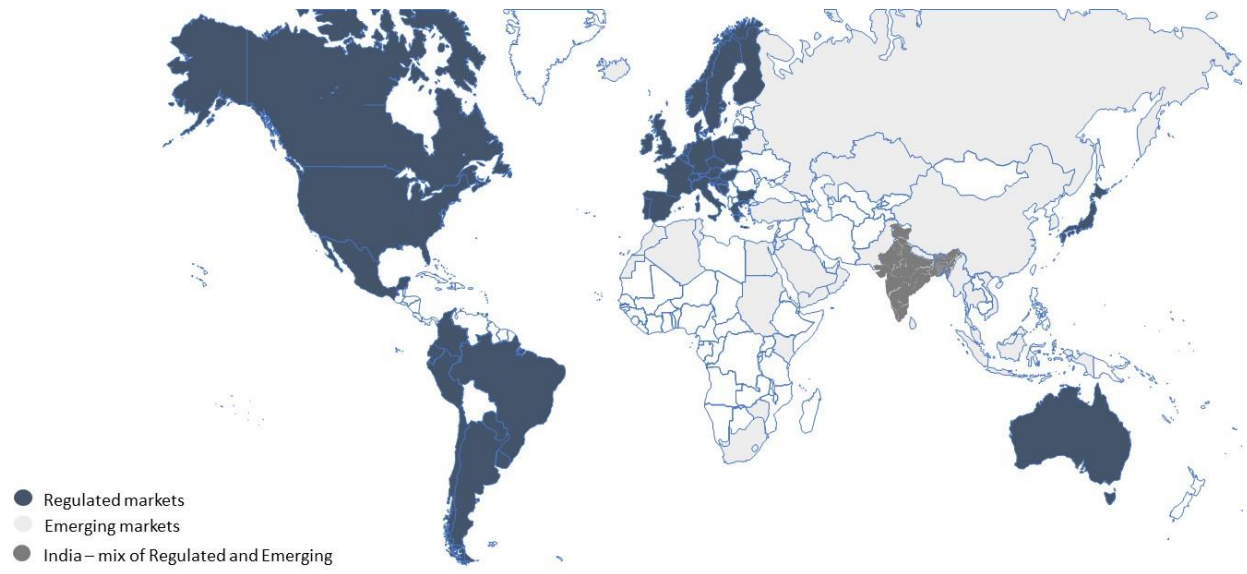 Regulated markets
Emerging markets
India – mix of Regulated and Emerging